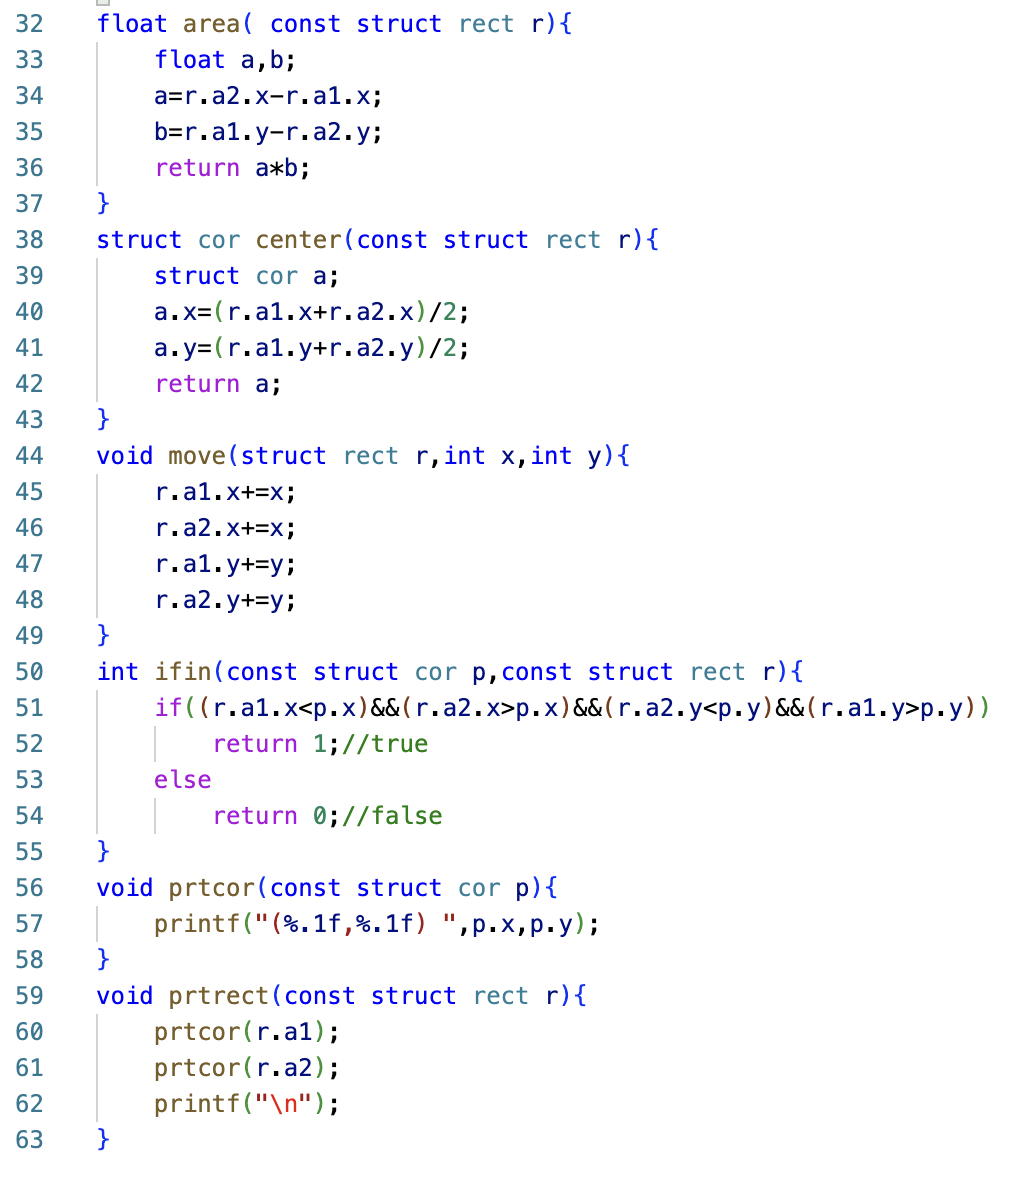 32 float area( const struct rect r){
33     float a,b;
34     a=r.a2.x-r.a1.x;
35     b=r.a1.y-r.a2.y;
36     return a*b;
37 }
38 struct cor center(const struct rect r){
39     struct cor a;
40     a.x=(r.a1.x+r.a2.x)/2;
41     a.y=(r.a1.y+r.a2.y)/2;
42     return a;
43 }
44 void move(struct rect r,int x,int y){
45     r.a1.x+=x;
46     r.a2.x+=x;
47     r.a1.y+=y;
48     r.a2.y+=y;
49 }
50 int ifin(const struct cor p,const struct rect r){
51     if((r.a1.x<p.x)&&(r.a2.x>p.x)&&(r.a2.y<p.y)&&(r.a1.y>p.y))
52         return 1;//true
53     else
54         return 0;//false
55 }
56 void prtcor(const struct cor p){
57     printf("(%.1f,%.1f) ",p.x,p.y);
58 }
59 void prtrect(const struct rect r){
60     prtcor(r.a1);
61     prtcor(r.a2);
62     printf("\n");
63 }